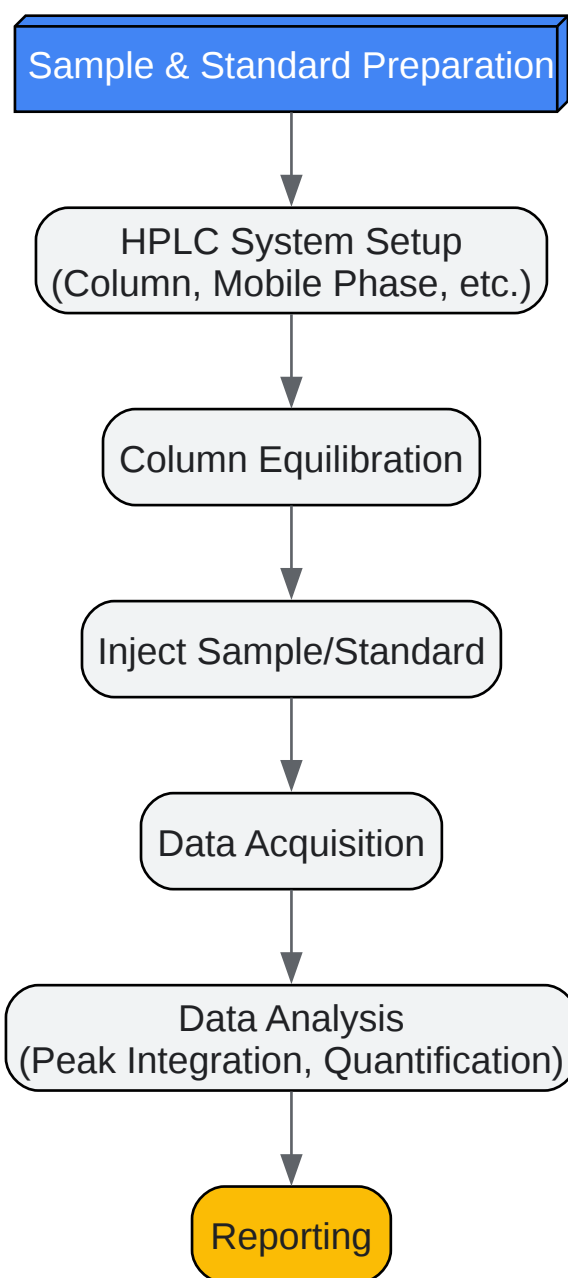 Sample & Standard Preparation
HPLC System Setup
(Column, Mobile Phase, etc.)
Column Equilibration
Inject Sample/Standard
Data Acquisition
Data Analysis
(Peak Integration, Quantification)
Reporting